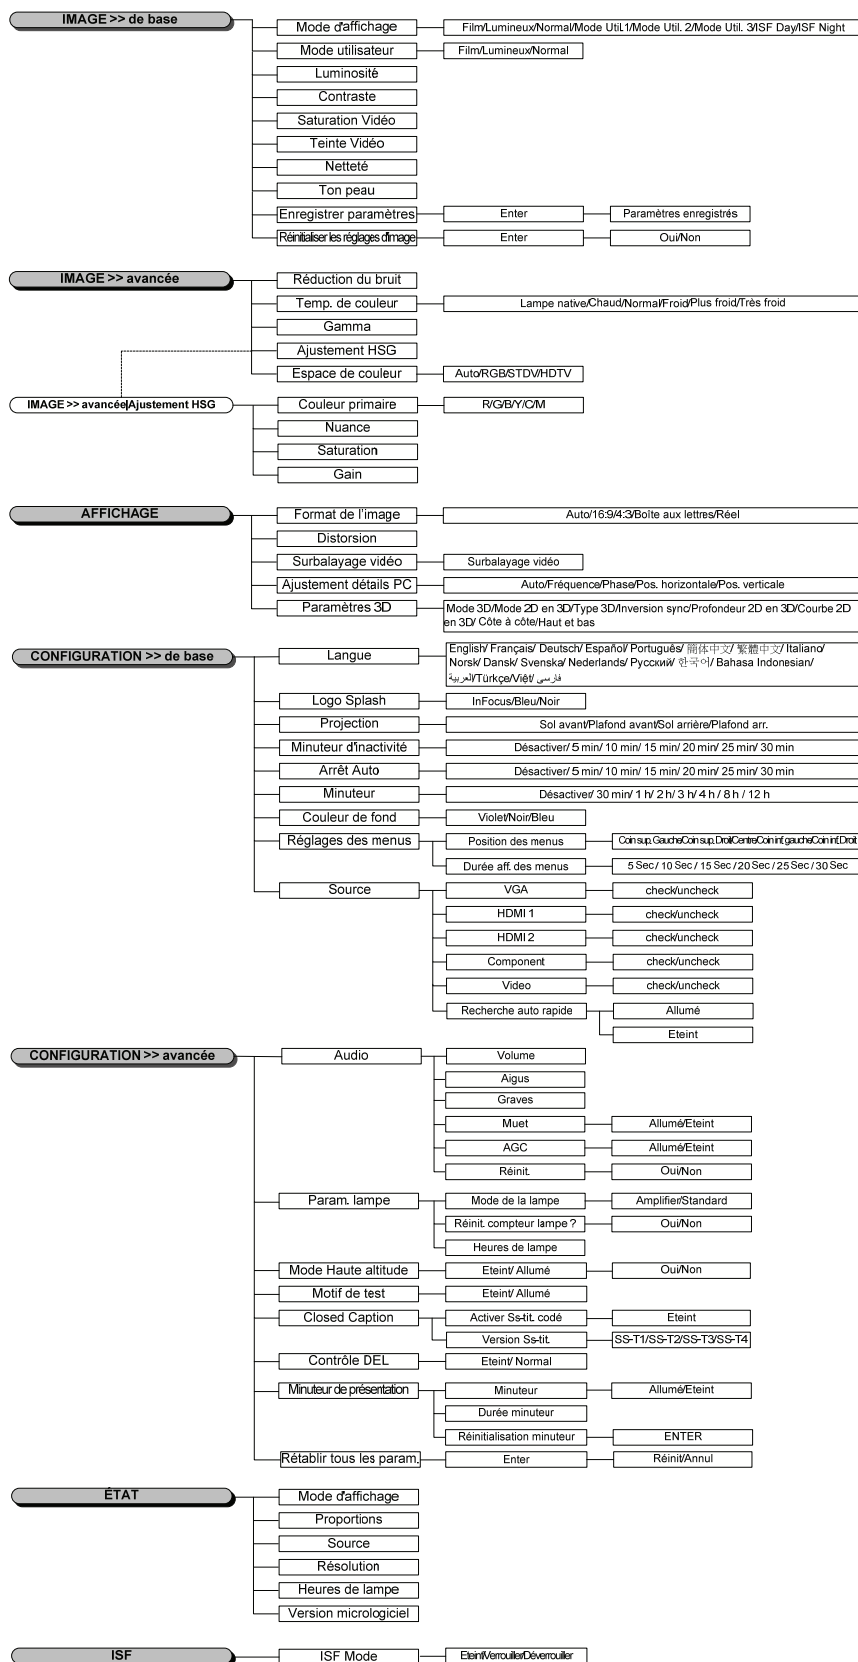 IMAGE >> de base
Mode d'affichage
Film/Lumineux/Normal/Mode Util.1/Mode Util. 2/Mode Util. 3/ISF Day/ISF Night
Mode utilisateur
Film/Lumineux/Normal
Luminosité
Contraste
Saturation Vidéo
Teinte Vidéo
Netteté
Ton peau
Enregistrer paramètres
Enter
Paramètres enregistrés
Réinitialiser les réglages d'image
Enter
Oui/Non
IMAGE >> avancée
Réduction du bruit
Temp. de couleur
Lampe native/Chaud/Normal/Froid/Plus froid/Très froid
Gamma
Ajustement HSG
Espace de couleur
Auto/RGB/STDV/HDTV
IMAGE >> avancée|Ajustement HSG
Couleur primaire
R/G/B/Y/C/M
Nuance
Saturation
Gain
AFFICHAGE
Format de l'image
Auto/16:9/4:3/Boîte aux lettres/Réel
Distorsion
Surbalayage vidéo
Surbalayage vidéo
Ajustement détails PC
Auto/Fréquence/Phase/Pos. horizontale/Pos. verticale
Paramètres 3D
Mode 3D/Mode 2D en 3D/Type 3D/Inversion sync/Profondeur 2D en 3D/Courbe 2D
en 3D/ Côte à côte/Haut et bas
CONFIGURATION >> de base
Langue
English/ Français/ Deutsch/ Español/ Português/ 簡体中文/ 繁體中文/ Italiano/
Norsk/ Dansk/ Svenska/ Nederlands/ Русский/ 한국어/ Bahasa Indonesian/
العربية/Türkçe/Việt/ فارسی
Logo Splash
InFocus/Bleu/Noir
Projection
Sol avant/Plafond avant/Sol arrière/Plafond arr.
Minuteur d'inactivité
Désactiver/ 5 min/ 10 min/ 15 min/ 20 min/ 25 min/ 30 min
Arrêt Auto
Désactiver/ 5 min/ 10 min/ 15 min/ 20 min/ 25 min/ 30 min
Minuteur
Désactiver/ 30 min/ 1 h/ 2 h/ 3 h/ 4 h / 8 h / 12 h
Couleur de fond
Violet/Noir/Bleu
Réglages des menus
Position des menus
Coin sup. Gauche/Coin sup. Droit/Centre/Coin inf. gauche/Coin inf. Droit
Durée aff. des menus
5 Sec / 10 Sec / 15 Sec / 20 Sec / 25 Sec / 30 Sec
Source
VGA
check/uncheck
HDMI 1
check/uncheck
HDMI 2
check/uncheck
Component
check/uncheck
Video
check/uncheck
Recherche auto rapide
Allumé
Eteint
CONFIGURATION >> avancée
Audio
Volume
Aigus
Graves
Muet
Allumé/Eteint
AGC
Allumé/Eteint
Réinit.
Oui/Non
Param. lampe
Mode de la lampe
Amplifier/Standard
Réinit. compteur lampe ?
Oui/Non
Heures de lampe
Mode Haute altitude
Eteint/ Allumé
Oui/Non
Motif de test
Eteint/ Allumé
Closed Caption
Activer Ss-tit. codé
Eteint
Version Ss-tit.
SS-T1/SS-T2/SS-T3/SS-T4
Contrôle DEL
Eteint/ Normal
Minuteur de présentation
Minuteur
Allumé/Eteint
Durée minuteur
Réinitialisation minuteur
ENTER
Rétablir tous les param.
Enter
Réinit/Annul
ÉTAT
Mode d'affichage
Proportions
Source
Résolution
Heures de lampe
Version micrologiciel
ISF
ISF Mode
Eteint/Verrouiller/Déverrouiller